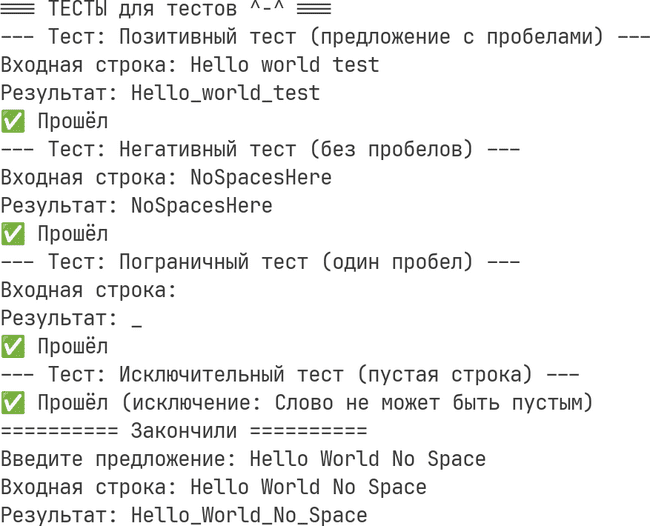 === ТЕСТЫ для тестов ^-^ ===
--- Тест: Позитивный тест (предложение с пробелами) ---
Входная строка: Hello world test
Результат: Hello_world_test
✅ Прошёл
--- Тест: Негативный тест (без пробелов) ---
Входная строка: NoSpacesHere
Результат: NoSpacesHere
✅ Прошёл
--- Тест: Пограничный тест (один пробел) ---
Входная строка:
Результат: _
✅ Прошёл
--- Тест: Исключительный тест (пустая строка) ---
✅ Прошёл (исключение: Слово не может быть пустым)
========== Закончили ==========
Введите предложение: Hello World No Space
Входная строка: Hello World No Space
Результат: Hello_World_No_Space